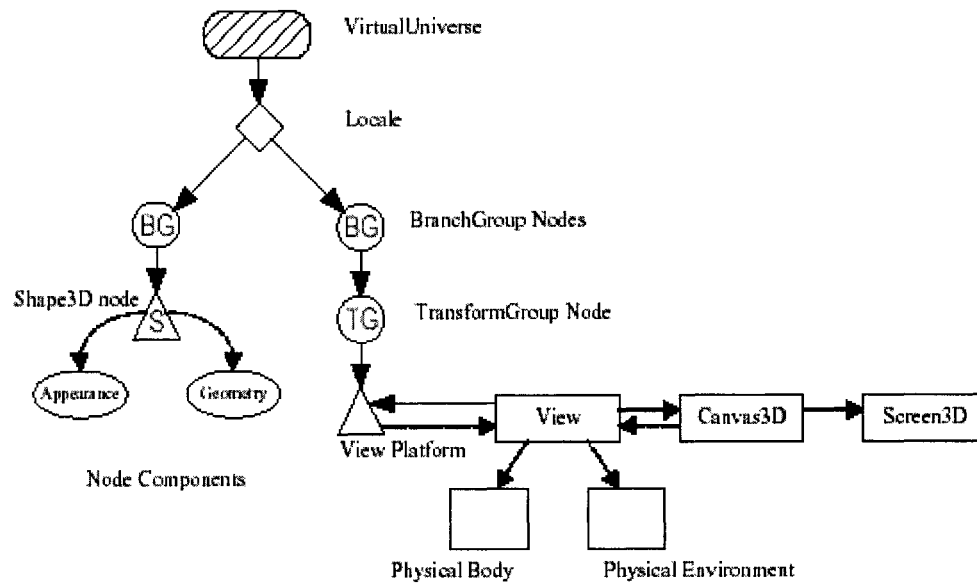 VirtualUniverse
Locale
BG
BG
BranchGroup Nodes
Shape3D node
S
TG
TransformGroup Node
Appearance
Geometry
View
Canvas3D
Screen3D
View Platform
Node Components
Physical Body
Physical Environment